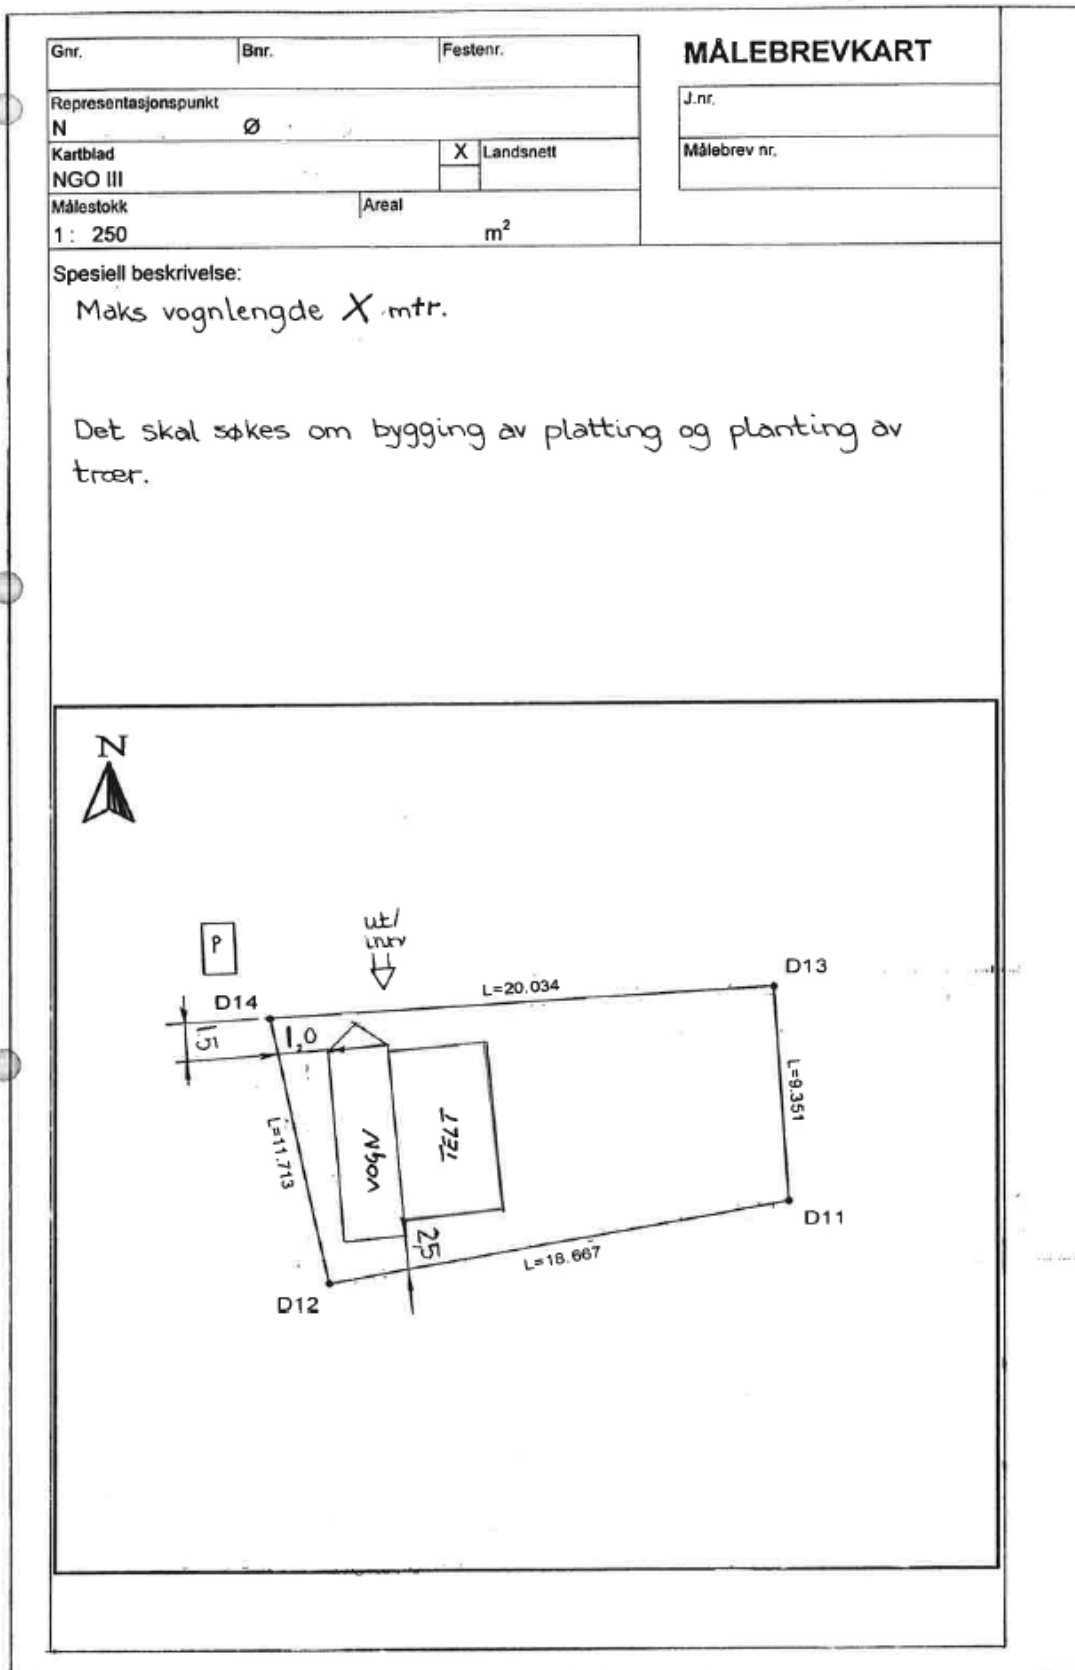 Gnr.
Bnr.
Festenr.
MÅLEBREVKART
Representasjonspunkt
N
Ø
J.nr.
Kartblad
NGO III
X
Landsnett
Målebrev nr.
Målestokk
1: 250
Areal
m²
Spesiell beskrivelse:
Maks vognlengde X mtr.
Det skal søkes om bygging av platting og planting av
trær.
N
P
ut/
inn
D13
L=20.034
D14
1,5
1,0
L=9.351
L=11.713
VOGN
TELT
2,5
D11
L=18.667
D12